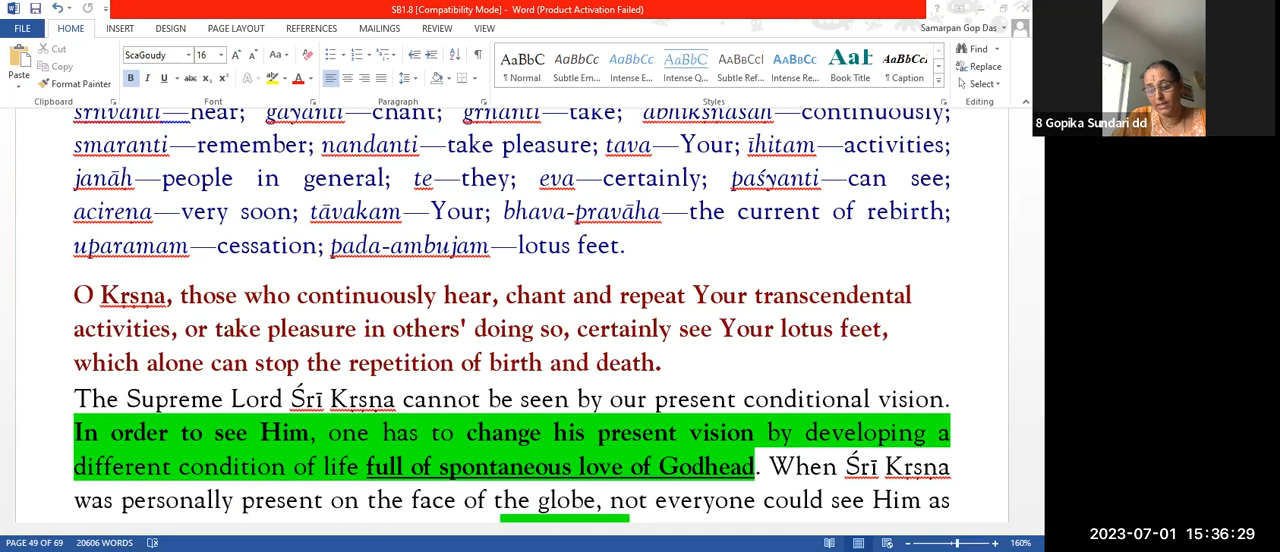 SB1.8 [Compatibility Mode] - Word (Product Activation Failed)
FILE HOME INSERT DESIGN PAGE LAYOUT REFERENCES MAILINGS REVIEW VIEW Samarpan Gop Das
Paste Cut Copy Format Painter Clipboard
ScaGoudy 16 Font Paragraph
AaBbC AaBbCc AaBbCc AaBbCc AaBbCcI AaBbCc AaI AaBbCcI
¶ Normal Subtle Em... Intense E... Intense Q... Subtle Ref... Intense Re... Book Title ¶ Caption
Styles
Find Replace Select Editing
8 Gopika Sundari dd
śṛṇvanti—hear; gāyanti—chant; gṛṇanti—take; abhīkṣṇaśaḥ—continuously;
smaranti—remember; nandanti—take pleasure; tava—Your; īhitam—activities;
janāḥ—people in general; te—they; eva—certainly; paśyanti—can see;
acireṇa—very soon; tāvakam—Your; bhava-pravāha—the current of rebirth;
uparamam—cessation; pada-ambujam—lotus feet.
O Kṛṣṇa, those who continuously hear, chant and repeat Your transcendental
activities, or take pleasure in others' doing so, certainly see Your lotus feet,
which alone can stop the repetition of birth and death.
The Supreme Lord Śrī Kṛṣṇa cannot be seen by our present conditional vision.
In order to see Him, one has to change his present vision by developing a
different condition of life full of spontaneous love of Godhead. When Śrī Kṛṣṇa
was personally present on the face of the globe, not everyone could see Him as
PAGE 49 OF 69 20606 WORDS 160%
2023-07-01 15:36:29